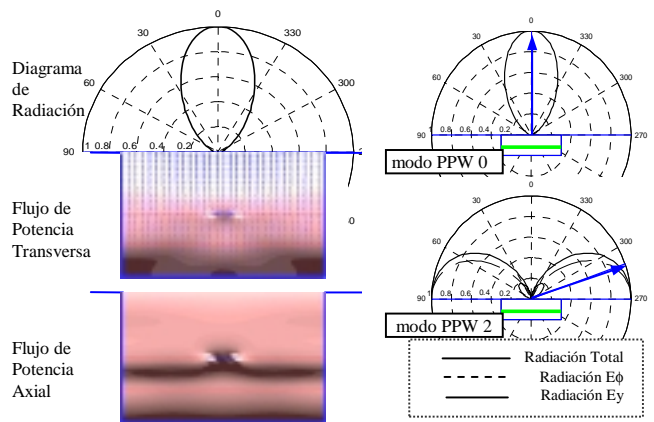 Diagrama
de
Radiación
0
30
330
60
300
90
1 0.8 0.6 0.4 0.2
Flujo de
Potencia
Transversa
0
Flujo de
Potencia
Axial
0
30
330
60
300
90
1 0.8 0.6 0.4 0.2
270
modo PPW 0
0
30
330
60
300
90
1 0.8 0.6 0.4 0.2
270
modo PPW 2
Radiación Total
Radiación Eϕ
Radiación Ey